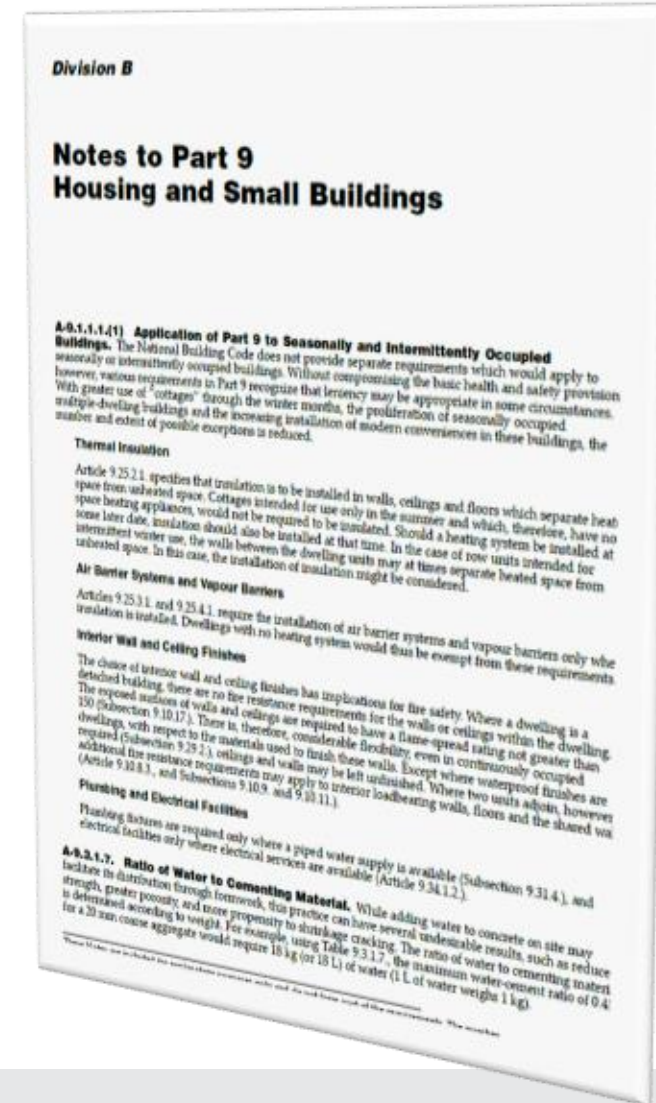 Division B
Notes to Part 9
Housing and Small Buildings
A-9.1.1.1.(1) Application of Part 9 to Seasonally and Intermittently Occupied
Buildings. The National Building Code does not provide separate requirements which would apply to
seasonally or intermittently occupied buildings. Without compromising the basic health and safety provision
however, various requirements in Part 9 recognize that leniency may be appropriate in some circumstances.
With greater use of "cottages" through the winter months, the proliferation of seasonally occupied
multiple-dwelling buildings and the increasing installation of modern conveniences in these buildings, the
number and extent of possible exceptions is reduced.
Thermal Insulation
Article 9.25.2.1. specifies that insulation is to be installed in walls, ceilings and floors which separate heat
space from unheated space. Cottages intended for use only in the summer and which, therefore, have no
space heating appliances, would not be required to be insulated. Should a heating system be installed at
some later date, insulation should also be installed at that time. In the case of row units intended for
intermittent winter use, the walls between the dwelling units may at times separate heated space from
unheated space. In this case, the installation of insulation might be considered.
Air Barrier Systems and Vapour Barriers
Articles 9.25.3.1. and 9.25.4.1. require the installation of air barrier systems and vapour barriers only whe
insulation is installed. Dwellings with no heating system would thus be exempt from these requirements
Interior Wall and Ceiling Finishes
The choice of interior wall and ceiling finishes has implications for fire safety. Where a dwelling is a
detached building, there are no fire resistance requirements for the walls or ceilings within the dwelling.
The exposed surfaces of walls and ceilings are required to have a flame-spread rating not greater than
150 (Subsection 9.10.17.). There is, therefore, considerable flexibility, even in continuously occupied
dwellings, with respect to the materials used to finish these walls. Except where waterproof finishes are
required (Subsection 9.29.2.), ceilings and walls may be left unfinished. Where two units adjoin, however
additional fire resistance requirements may apply to interior loadbearing walls, floors and the shared wa
(Article 9.10.8.3., and Subsections 9.10.9. and 9.10.11.)
Plumbing and Electrical Facilities
Plumbing fixtures are required only where a piped water supply is available (Subsection 9.31.4.), and
electrical facilities only where electrical services are available (Article 9.34.1.2.).
A-9.3.1.7. Ratio of Water to Cementing Material. While adding water to concrete on site may
facilitate its distribution through formwork, this practice can have several undesirable results, such as reduce
strength, greater porosity, and more propensity to shrinkage cracking. The ratio of water to cementing materi
is determined according to weight. For example, using Table 9.3.1.7., the maximum water-cement ratio of 0.4
for a 20 mm coarse aggregate would require 18 kg (or 18 L) of water (1 L of water weighs 1 kg)